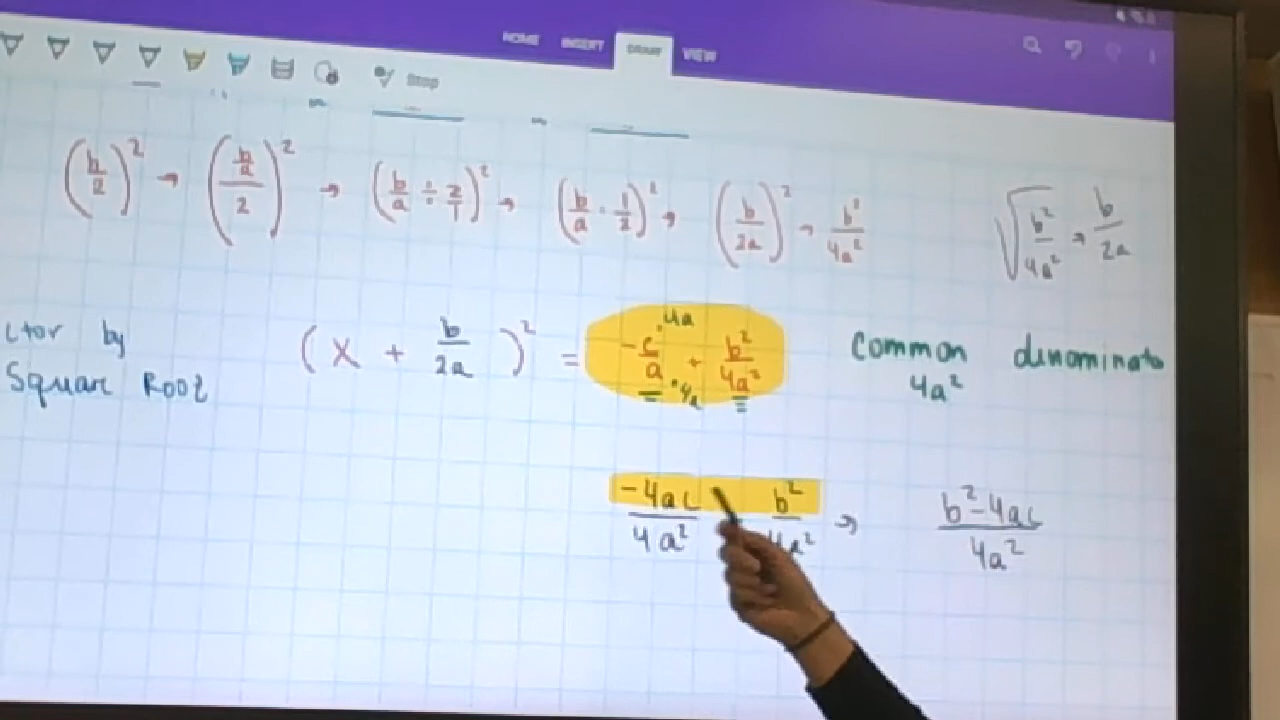 HOME INSERT DRAW VIEW
Stop
(b/2)² → ((b/a)/2)² → (b/a ÷ 2/1)² → (b/a · 1/2)² → (b/2a)² → b²/4a²
√(b²/4a²) → b/2a
ctor by
Square Root
(x + b/2a)² = -c/a · 4a/4a + b²/4a²
Common denominato
4a²
-4ac/4a² b²/4a² → b²-4ac/4a²